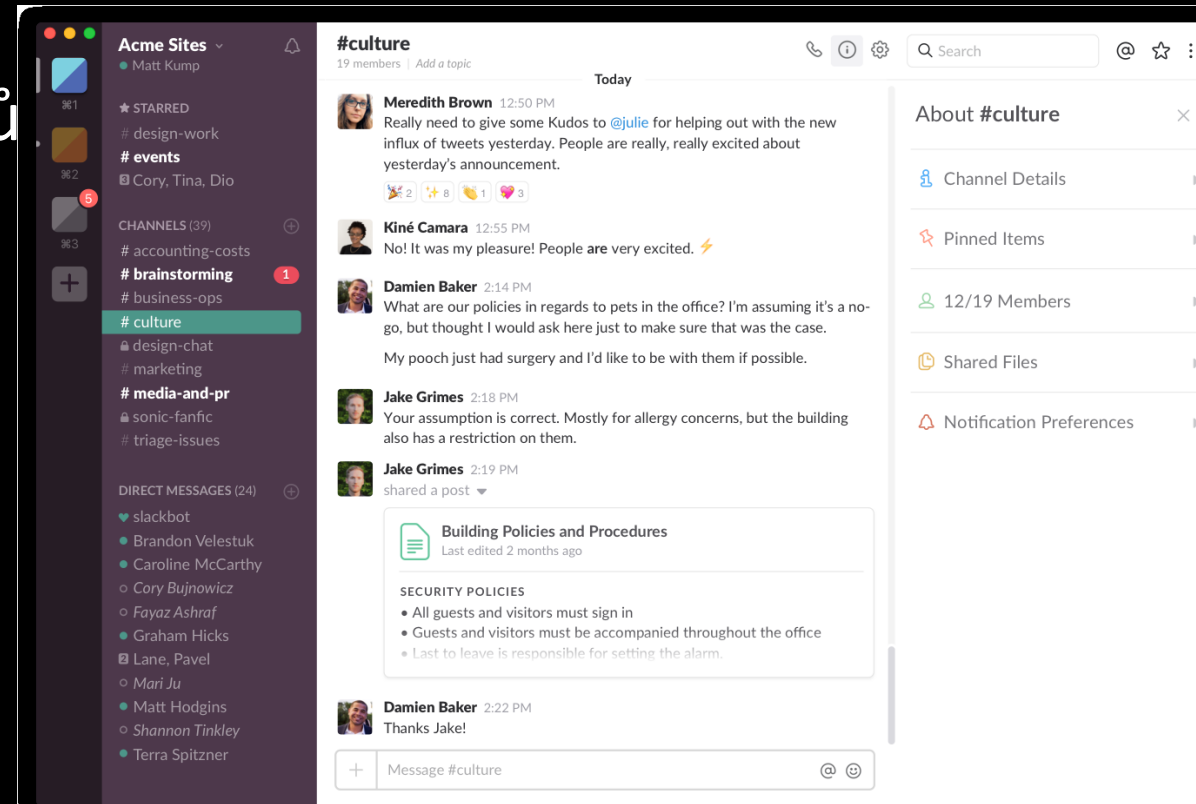 ů
⌘1
⌘2
5
⌘3
Acme Sites
Matt Kump
STARRED
# design-work
# events
3 Cory, Tina, Dio
CHANNELS (39)
# accounting-costs
# brainstorming 1
# business-ops
# culture
design-chat
# marketing
# media-and-pr
sonic-fanfic
# triage-issues
DIRECT MESSAGES (24)
slackbot
Brandon Velestuk
Caroline McCarthy
Cory Bujnowicz
Fayaz Ashraf
Graham Hicks
2 Lane, Pavel
Mari Ju
Matt Hodgins
Shannon Tinkley
Terra Spitzner
#culture
19 members | Add a topic
Search
@
Today
Meredith Brown 12:50 PM
Really need to give some Kudos to @julie for helping out with the new
influx of tweets yesterday. People are really, really excited about
yesterday's announcement.
🎉 2 ✨ 8 👏 1 💖 3
Kiné Camara 12:55 PM
No! It was my pleasure! People are very excited. ⚡
Damien Baker 2:14 PM
What are our policies in regards to pets in the office? I'm assuming it's a no-
go, but thought I would ask here just to make sure that was the case.
My pooch just had surgery and I'd like to be with them if possible.
Jake Grimes 2:18 PM
Your assumption is correct. Mostly for allergy concerns, but the building
also has a restriction on them.
Jake Grimes 2:19 PM
shared a post
Building Policies and Procedures
Last edited 2 months ago
SECURITY POLICIES
• All guests and visitors must sign in
• Guests and visitors must be accompanied throughout the office
• Last to leave is responsible for setting the alarm.
Damien Baker 2:22 PM
Thanks Jake!
Message #culture
@
About #culture
Channel Details
Pinned Items
12/19 Members
Shared Files
Notification Preferences